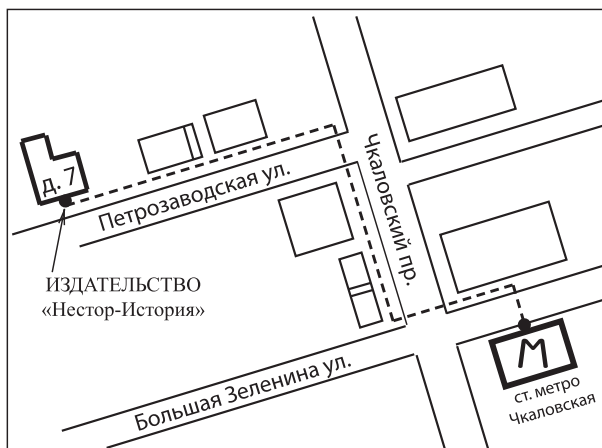 д. 7
Петрозаводская ул.
Чкаловский пр.
ИЗДАТЕЛЬСТВО
«Нестор-История»
Большая Зеленина ул.
М
ст. метро
Чкаловская